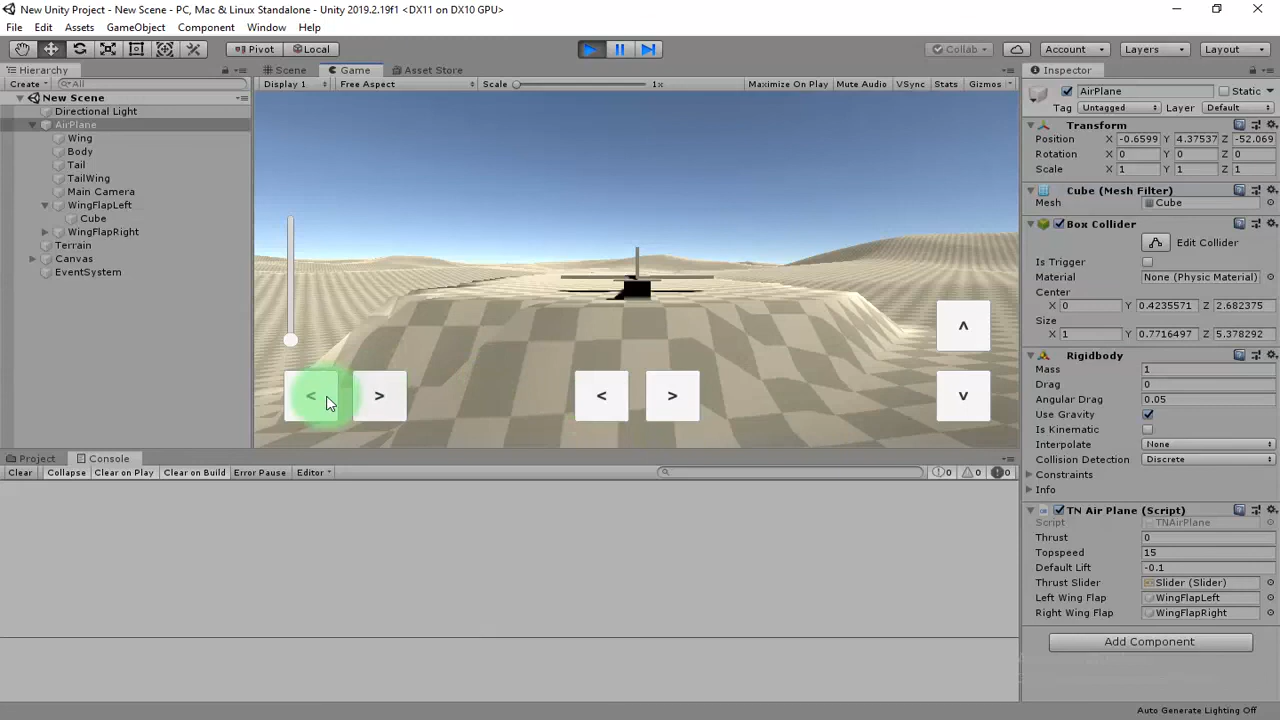 New Unity Project - New Scene - PC, Mac & Linux Standalone - Unity 2019.2.19f1 <DX11 on DX10 GPU>
File Edit Assets GameObject Component Window Help
Pivot Local Collab Account Layers Layout
Hierarchy
Create All
New Scene
Directional Light
AirPlane
Wing
Body
Tail
TailWing
Main Camera
WingFlapLeft
Cube
WingFlapRight
Terrain
Canvas
EventSystem
Scene Game Asset Store
Display 1 Free Aspect Scale 1x Maximize On Play Mute Audio VSync Stats Gizmos
< > < > ʌ v
Project Console
Clear Collapse Clear on Play Clear on Build Error Pause Editor 0 0 0
Inspector
AirPlane Static
Tag Untagged Layer Default
Transform
Position X -0.6599 Y 4.37537 Z -52.069
Rotation X 0 Y 0 Z 0
Scale X 1 Y 1 Z 1
Cube (Mesh Filter)
Mesh Cube
Box Collider
Edit Collider
Is Trigger
Material None (Physic Material)
Center
X 0 Y 0.4235571 Z 2.682375
Size
X 1 Y 0.7716497 Z 5.378292
Rigidbody
Mass 1
Drag 0
Angular Drag 0.05
Use Gravity
Is Kinematic
Interpolate None
Collision Detection Discrete
Constraints
Info
TN Air Plane (Script)
Script TNAirPlane
Thrust 0
Topspeed 15
Default Lift -0.1
Thrust Slider Slider (Slider)
Left Wing Flap WingFlapLeft
Right Wing Flap WingFlapRight
Add Component
Auto Generate Lighting Off